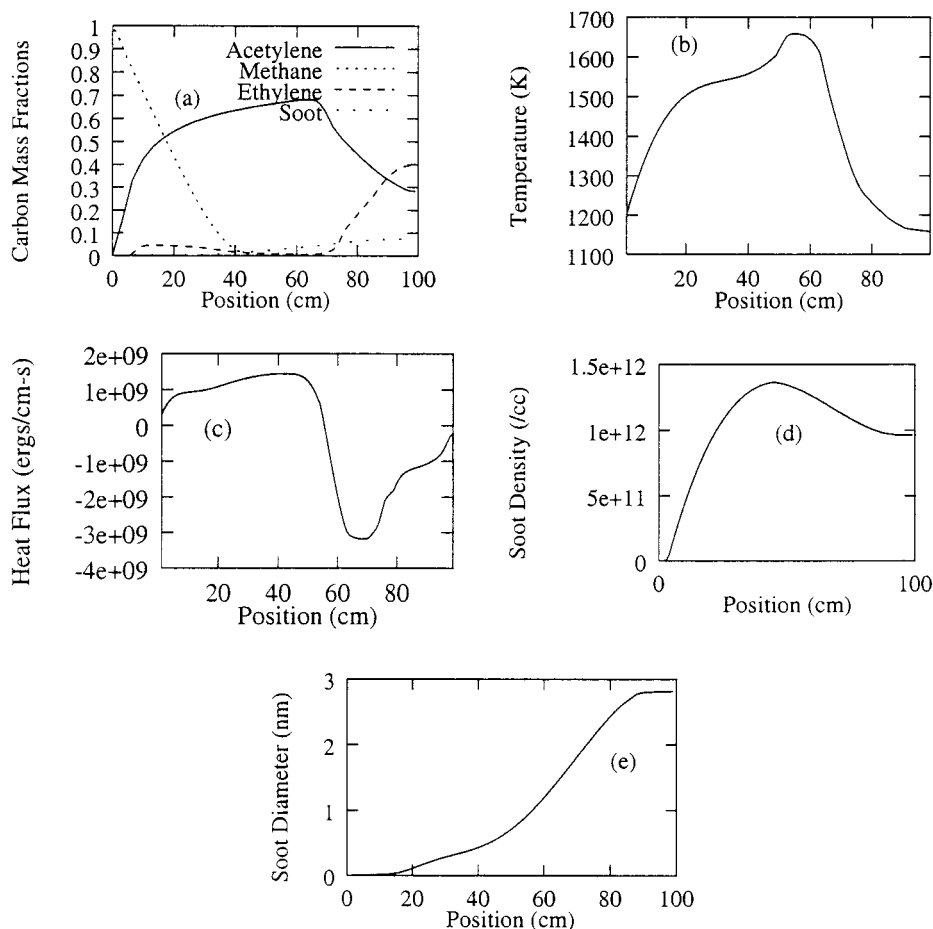 Carbon Mass Fractions
1
0.9
0.8
0.7
0.6
0.5
0.4
0.3
0.2
0.1
0
Acetylene
Methane
Ethylene
Soot
(a)
0 20 40 60 80 100
Position (cm)
Temperature (K)
1700
1600
1500
1400
1300
1200
1100
(b)
20 40 60 80
Position (cm)
Heat Flux (ergs/cm-s)
2e+09
1e+09
0
-1e+09
-2e+09
-3e+09
-4e+09
(c)
20 40 60 80
Position (cm)
Soot Density (/cc)
1.5e+12
1e+12
5e+11
0
(d)
0 100
Position (cm)
Soot Diameter (nm)
3
2
1
0
(e)
0 20 40 60 80 100
Position (cm)